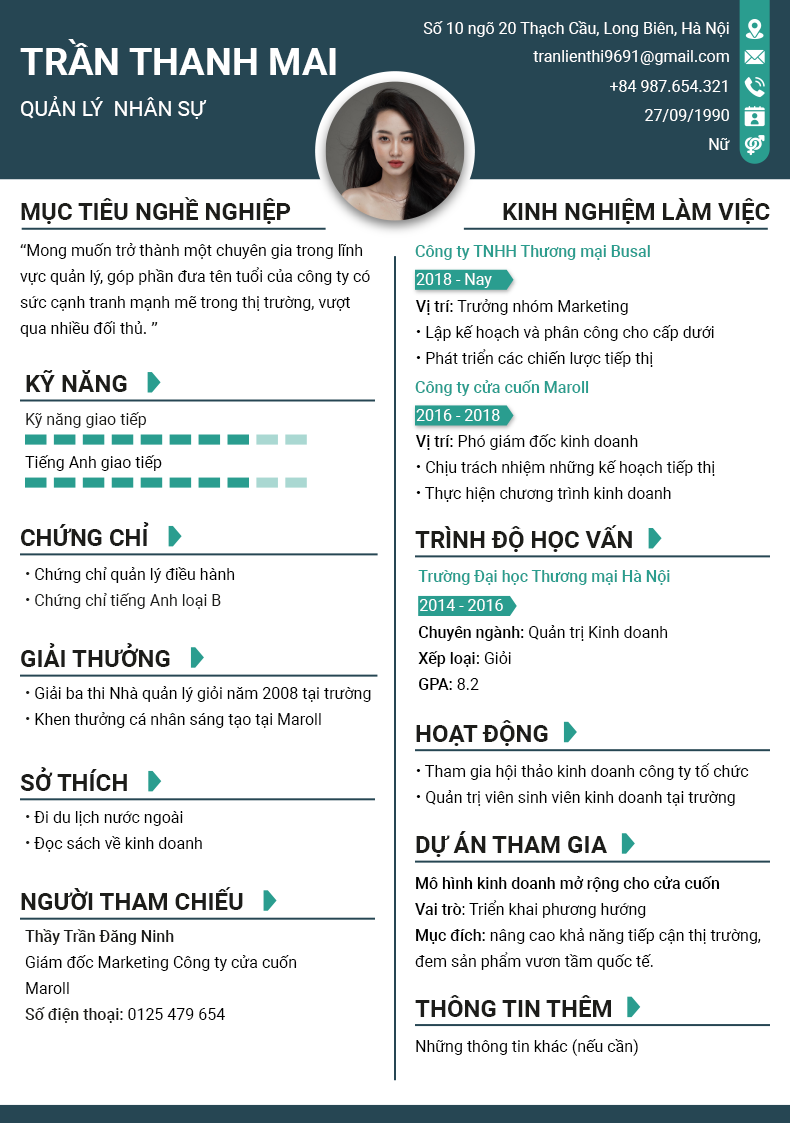 TRẦN THANH MAI
QUẢN LÝ NHÂN SỰ
Số 10 ngõ 20 Thạch Cầu, Long Biên, Hà Nội
tranlienthi9691@gmail.com
+84 987.654.321
27/09/1990
Nữ
MỤC TIÊU NGHỀ NGHIỆP
“Mong muốn trở thành một chuyên gia trong lĩnh
vực quản lý, góp phần đưa tên tuổi của công ty có
sức cạnh tranh mạnh mẽ trong thị trường, vượt
qua nhiều đối thủ. ”
KỸ NĂNG
Kỹ năng giao tiếp
Tiếng Anh giao tiếp
CHỨNG CHỈ
• Chứng chỉ quản lý điều hành
• Chứng chỉ tiếng Anh loại B
GIẢI THƯỞNG
• Giải ba thi Nhà quản lý giỏi năm 2008 tại trường
• Khen thưởng cá nhân sáng tạo tại Maroll
SỞ THÍCH
• Đi du lịch nước ngoài
• Đọc sách về kinh doanh
NGƯỜI THAM CHIẾU
Thầy Trần Đăng Ninh
Giám đốc Marketing Công ty cửa cuốn
Maroll
Số điện thoại: 0125 479 654
KINH NGHIỆM LÀM VIỆC
Công ty TNHH Thương mại Busal
2018 - Nay
Vị trí: Trưởng nhóm Marketing
• Lập kế hoạch và phân công cho cấp dưới
• Phát triển các chiến lược tiếp thị
Công ty cửa cuốn Maroll
2016 - 2018
Vị trí: Phó giám đốc kinh doanh
• Chịu trách nhiệm những kế hoạch tiếp thị
• Thực hiện chương trình kinh doanh
TRÌNH ĐỘ HỌC VẤN
Trường Đại học Thương mại Hà Nội
2014 - 2016
Chuyên ngành: Quản trị Kinh doanh
Xếp loại: Giỏi
GPA: 8.2
HOẠT ĐỘNG
• Tham gia hội thảo kinh doanh công ty tổ chức
• Quản trị viên sinh viên kinh doanh tại trường
DỰ ÁN THAM GIA
Mô hình kinh doanh mở rộng cho cửa cuốn
Vai trò: Triển khai phương hướng
Mục đích: nâng cao khả năng tiếp cận thị trường,
đem sản phẩm vươn tầm quốc tế.
THÔNG TIN THÊM
Những thông tin khác (nếu cần)